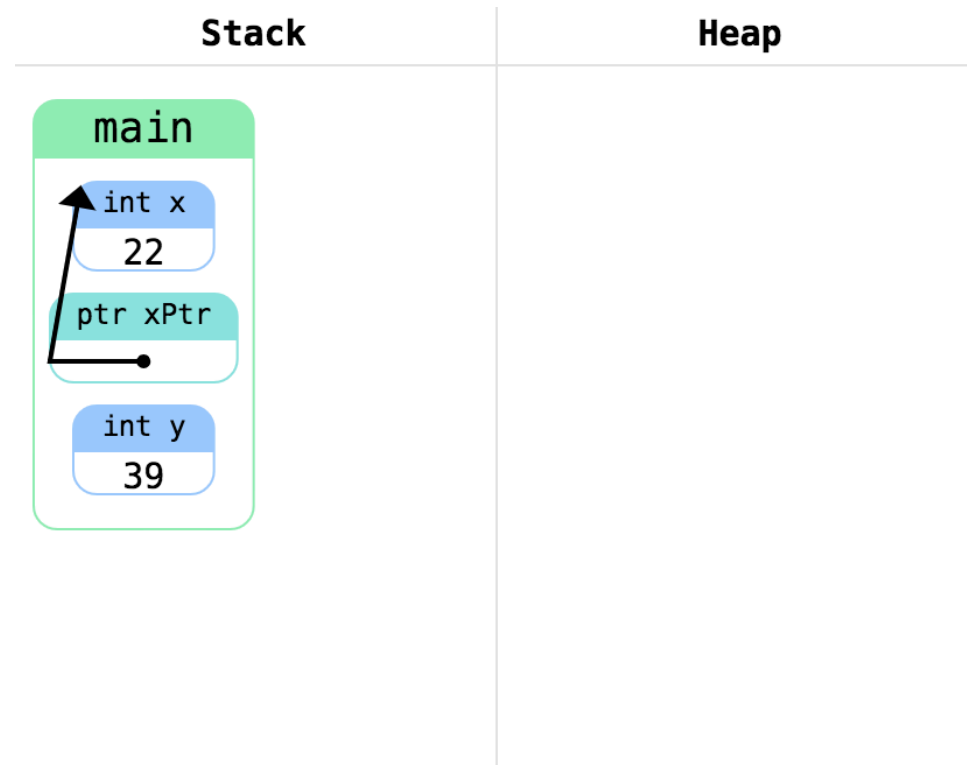 Stack
Heap
main
int x
22
ptr xPtr
int y
39